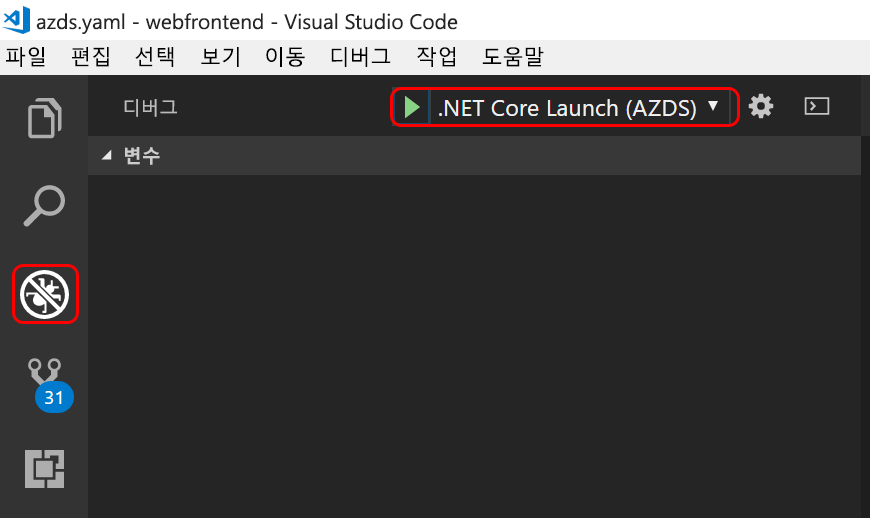 azds.yaml - webfrontend - Visual Studio Code
파일 편집 선택 보기 이동 디버그 작업 도움말
디버그 .NET Core Launch (AZDS)
변수
31